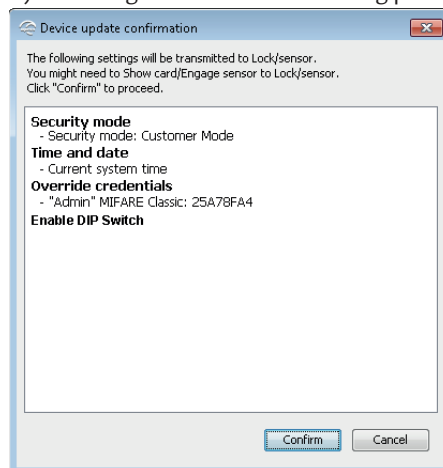 Device update confirmation
The following settings will be transmitted to Lock/sensor.
You might need to Show card/Engage sensor to Lock/sensor.
Click "Confirm" to proceed.
Security mode
- Security mode: Customer Mode
Time and date
- Current system time
Override credentials
- "Admin" MIFARE Classic: 25A78FA4
Enable DIP Switch
Confirm Cancel